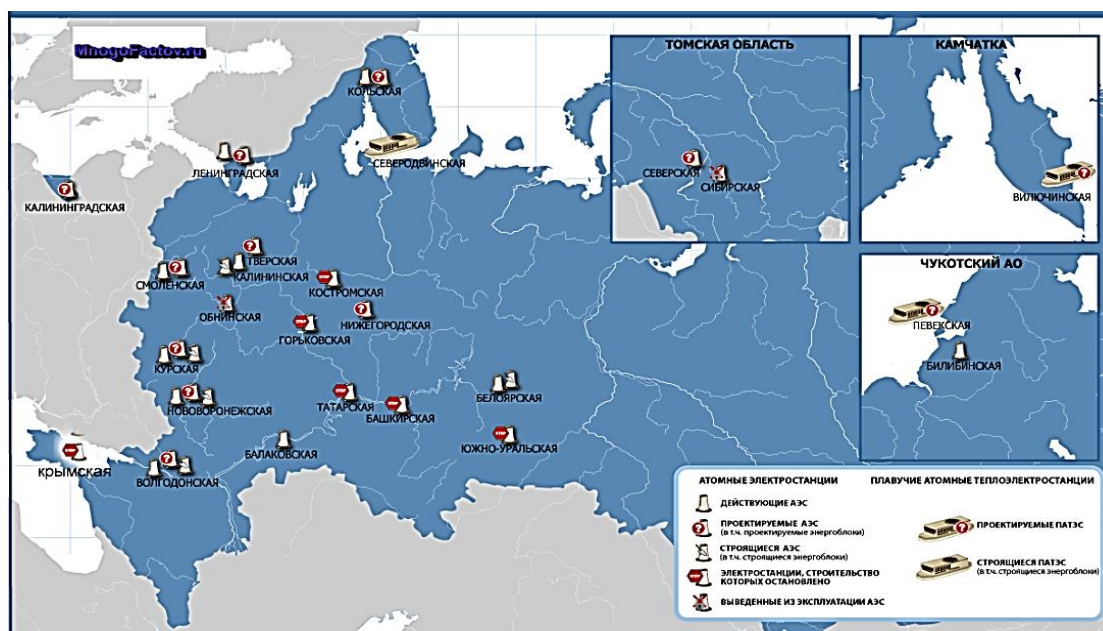 MnogoFactov.ru
ТОМСКАЯ ОБЛАСТЬ
КАМЧАТКА
КОЛЬСКАЯ
СЕВЕРОДВИНСКАЯ
ЛЕНИНГРАДСКАЯ
КАЛИНИНГРАДСКАЯ
СЕВЕРСКАЯ
СИБИРСКАЯ
ВИЛЮЧИНСКАЯ
ТВЕРСКАЯ
КАЛИНИНСКАЯ
СМОЛЕНСКАЯ
КОСТРОМСКАЯ
ОБНИНСКАЯ
НИЖЕГОРОДСКАЯ
ГОРЬКОВСКАЯ
ЧУКОТСКИЙ АО
ПЕВЕКСКАЯ
БИЛИБИНСКАЯ
КУРСКАЯ
НОВОВОРОНЕЖСКАЯ
ТАТАРСКАЯ
БАШКИРСКАЯ
БЕЛОЯРСКАЯ
БАЛАКОВСКАЯ
ЮЖНО-УРАЛЬСКАЯ
крымская
ВОЛГОДОНСКАЯ
АТОМНЫЕ ЭЛЕКТРОСТАНЦИИ
ДЕЙСТВУЮЩИЕ АЭС
ПРОЕКТИРУЕМЫЕ АЭС
(в т.ч. проектируемые энергоблоки)
СТРОЯЩИЕСЯ АЭС
(в т.ч. строящиеся энергоблоки)
STOP
ЭЛЕКТРОСТАНЦИИ, СТРОИТЕЛЬСТВО
КОТОРЫХ ОСТАНОВЛЕНО
ВЫВЕДЕННЫЕ ИЗ ЭКСПЛУАТАЦИИ АЭС
ПЛАВУЧИЕ АТОМНЫЕ ТЕПЛОЭЛЕКТРОСТАНЦИИ
ПРОЕКТИРУЕМЫЕ ПАТЭС
СТРОЯЩИЕСЯ ПАТЭС
(в т.ч. строящиеся энергоблоки)